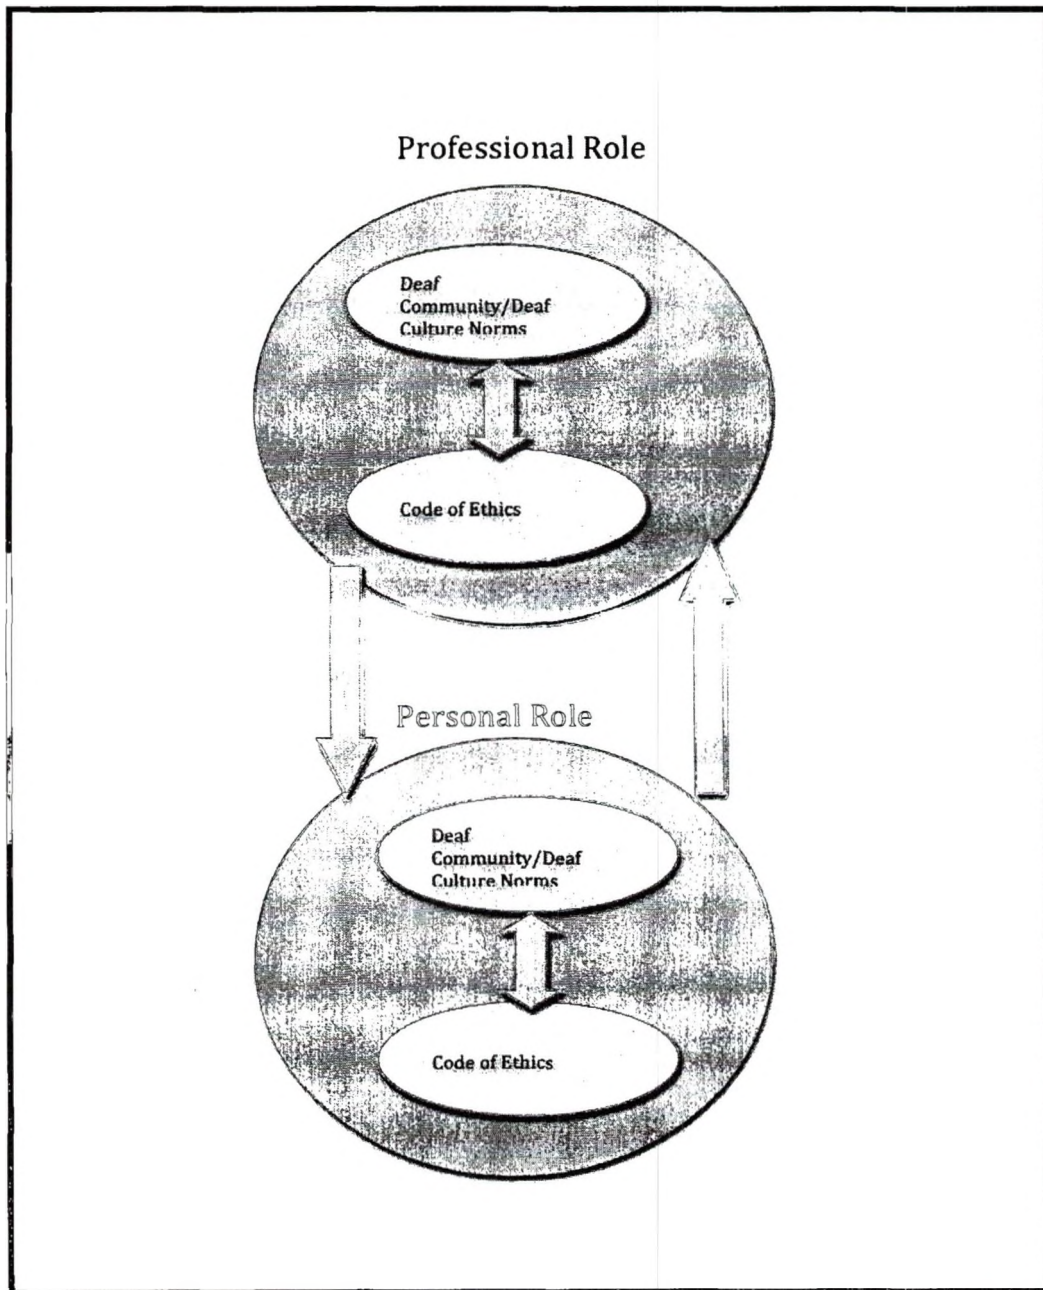 Professional Role
Deaf
Community/Deaf
Culture Norms
Code of Ethics
Personal Role
Deaf
Community/Deaf
Culture Norms
Code of Ethics